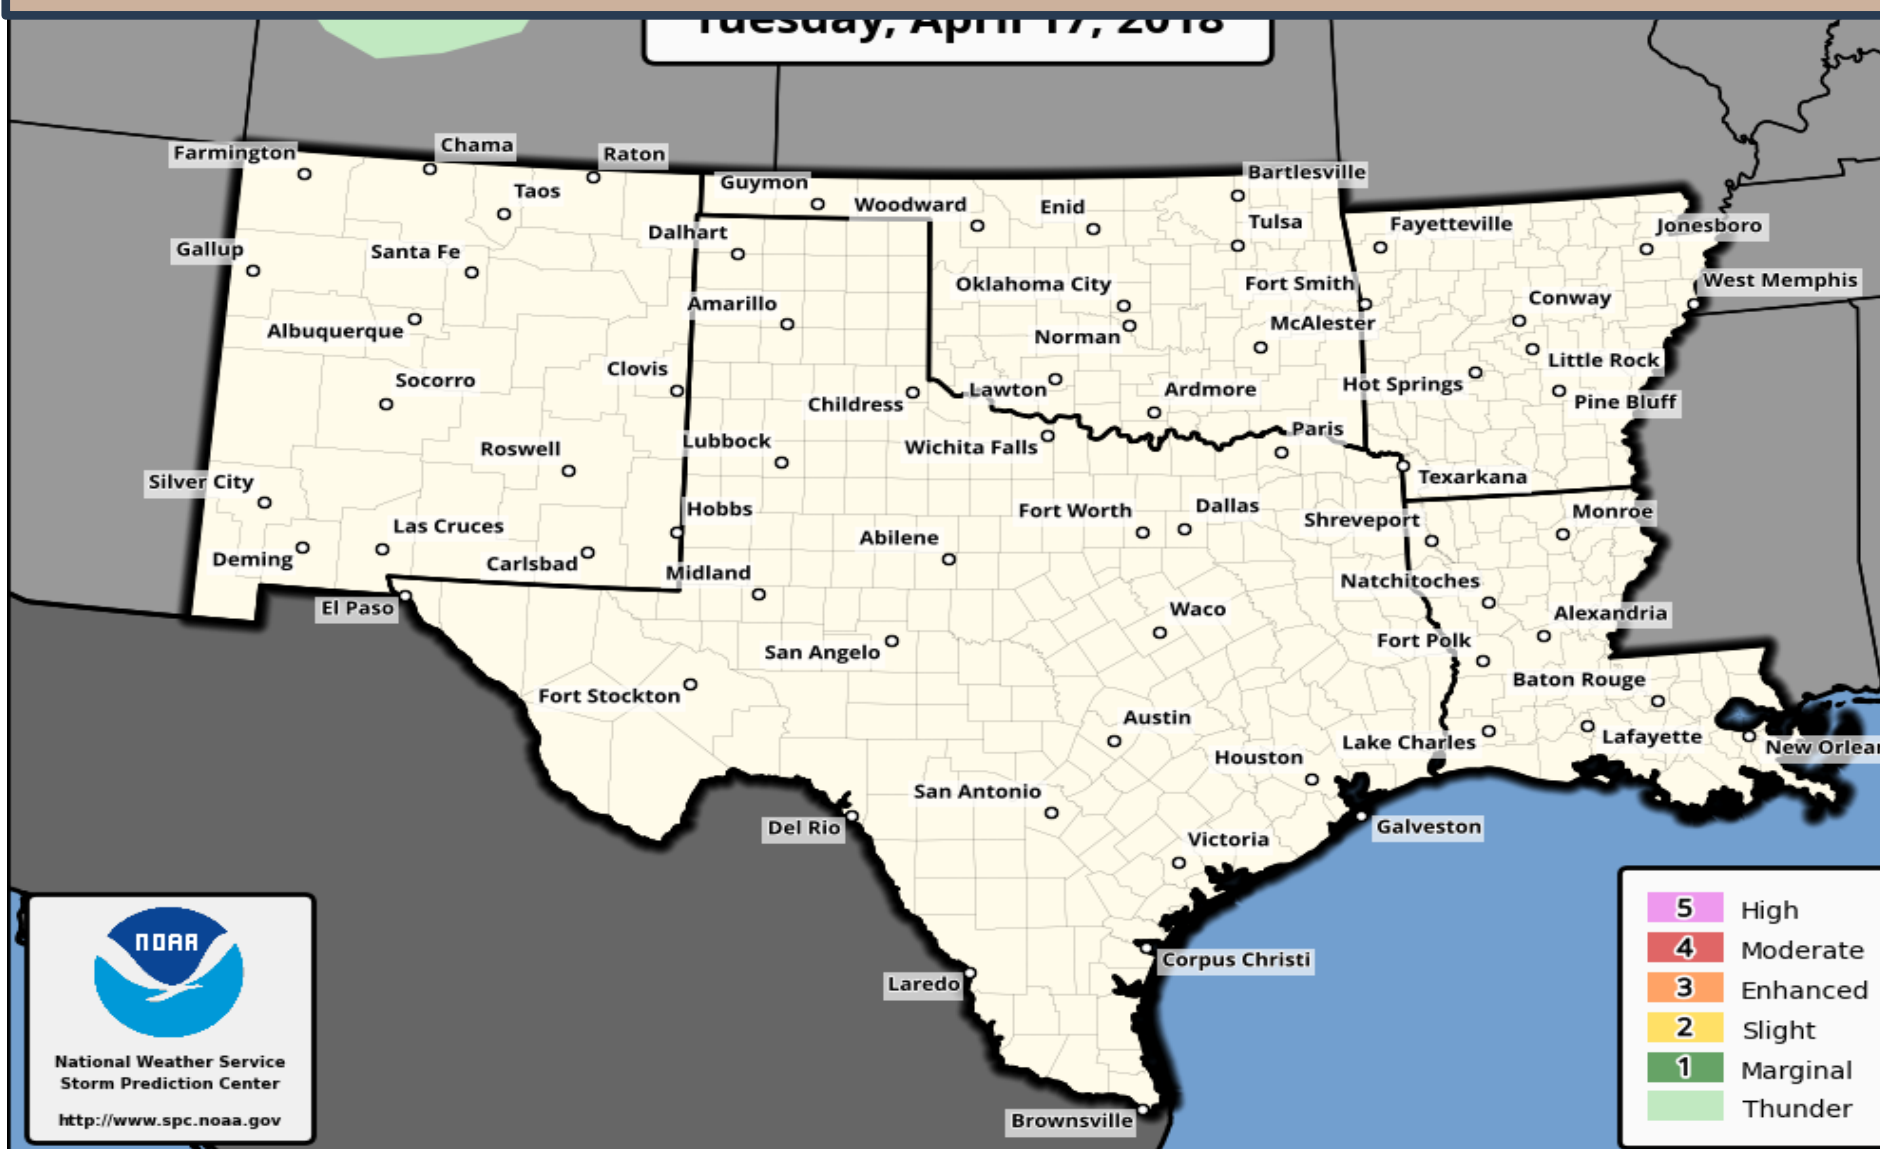 Tuesday, April 17, 2018
Farmington
Chama
Raton
Taos
Guymon
Woodward
Enid
Bartlesville
Tulsa
Fayetteville
Jonesboro
Gallup
Santa Fe
Dalhart
Oklahoma City
Fort Smith
Conway
West Memphis
Albuquerque
Amarillo
Norman
McAlester
Little Rock
Socorro
Clovis
Childress
Lawton
Ardmore
Hot Springs
Pine Bluff
Roswell
Lubbock
Wichita Falls
Paris
Texarkana
Silver City
Las Cruces
Hobbs
Abilene
Fort Worth
Dallas
Shreveport
Monroe
Deming
Carlsbad
Midland
Natchitoches
El Paso
San Angelo
Waco
Fort Polk
Alexandria
Fort Stockton
Baton Rouge
Austin
Houston
Lake Charles
Lafayette
New Orlean
San Antonio
Del Rio
Victoria
Galveston
Corpus Christi
Laredo
Brownsville
NOAA
National Weather Service
Storm Prediction Center
http://www.spc.noaa.gov
5 High
4 Moderate
3 Enhanced
2 Slight
1 Marginal
Thunder